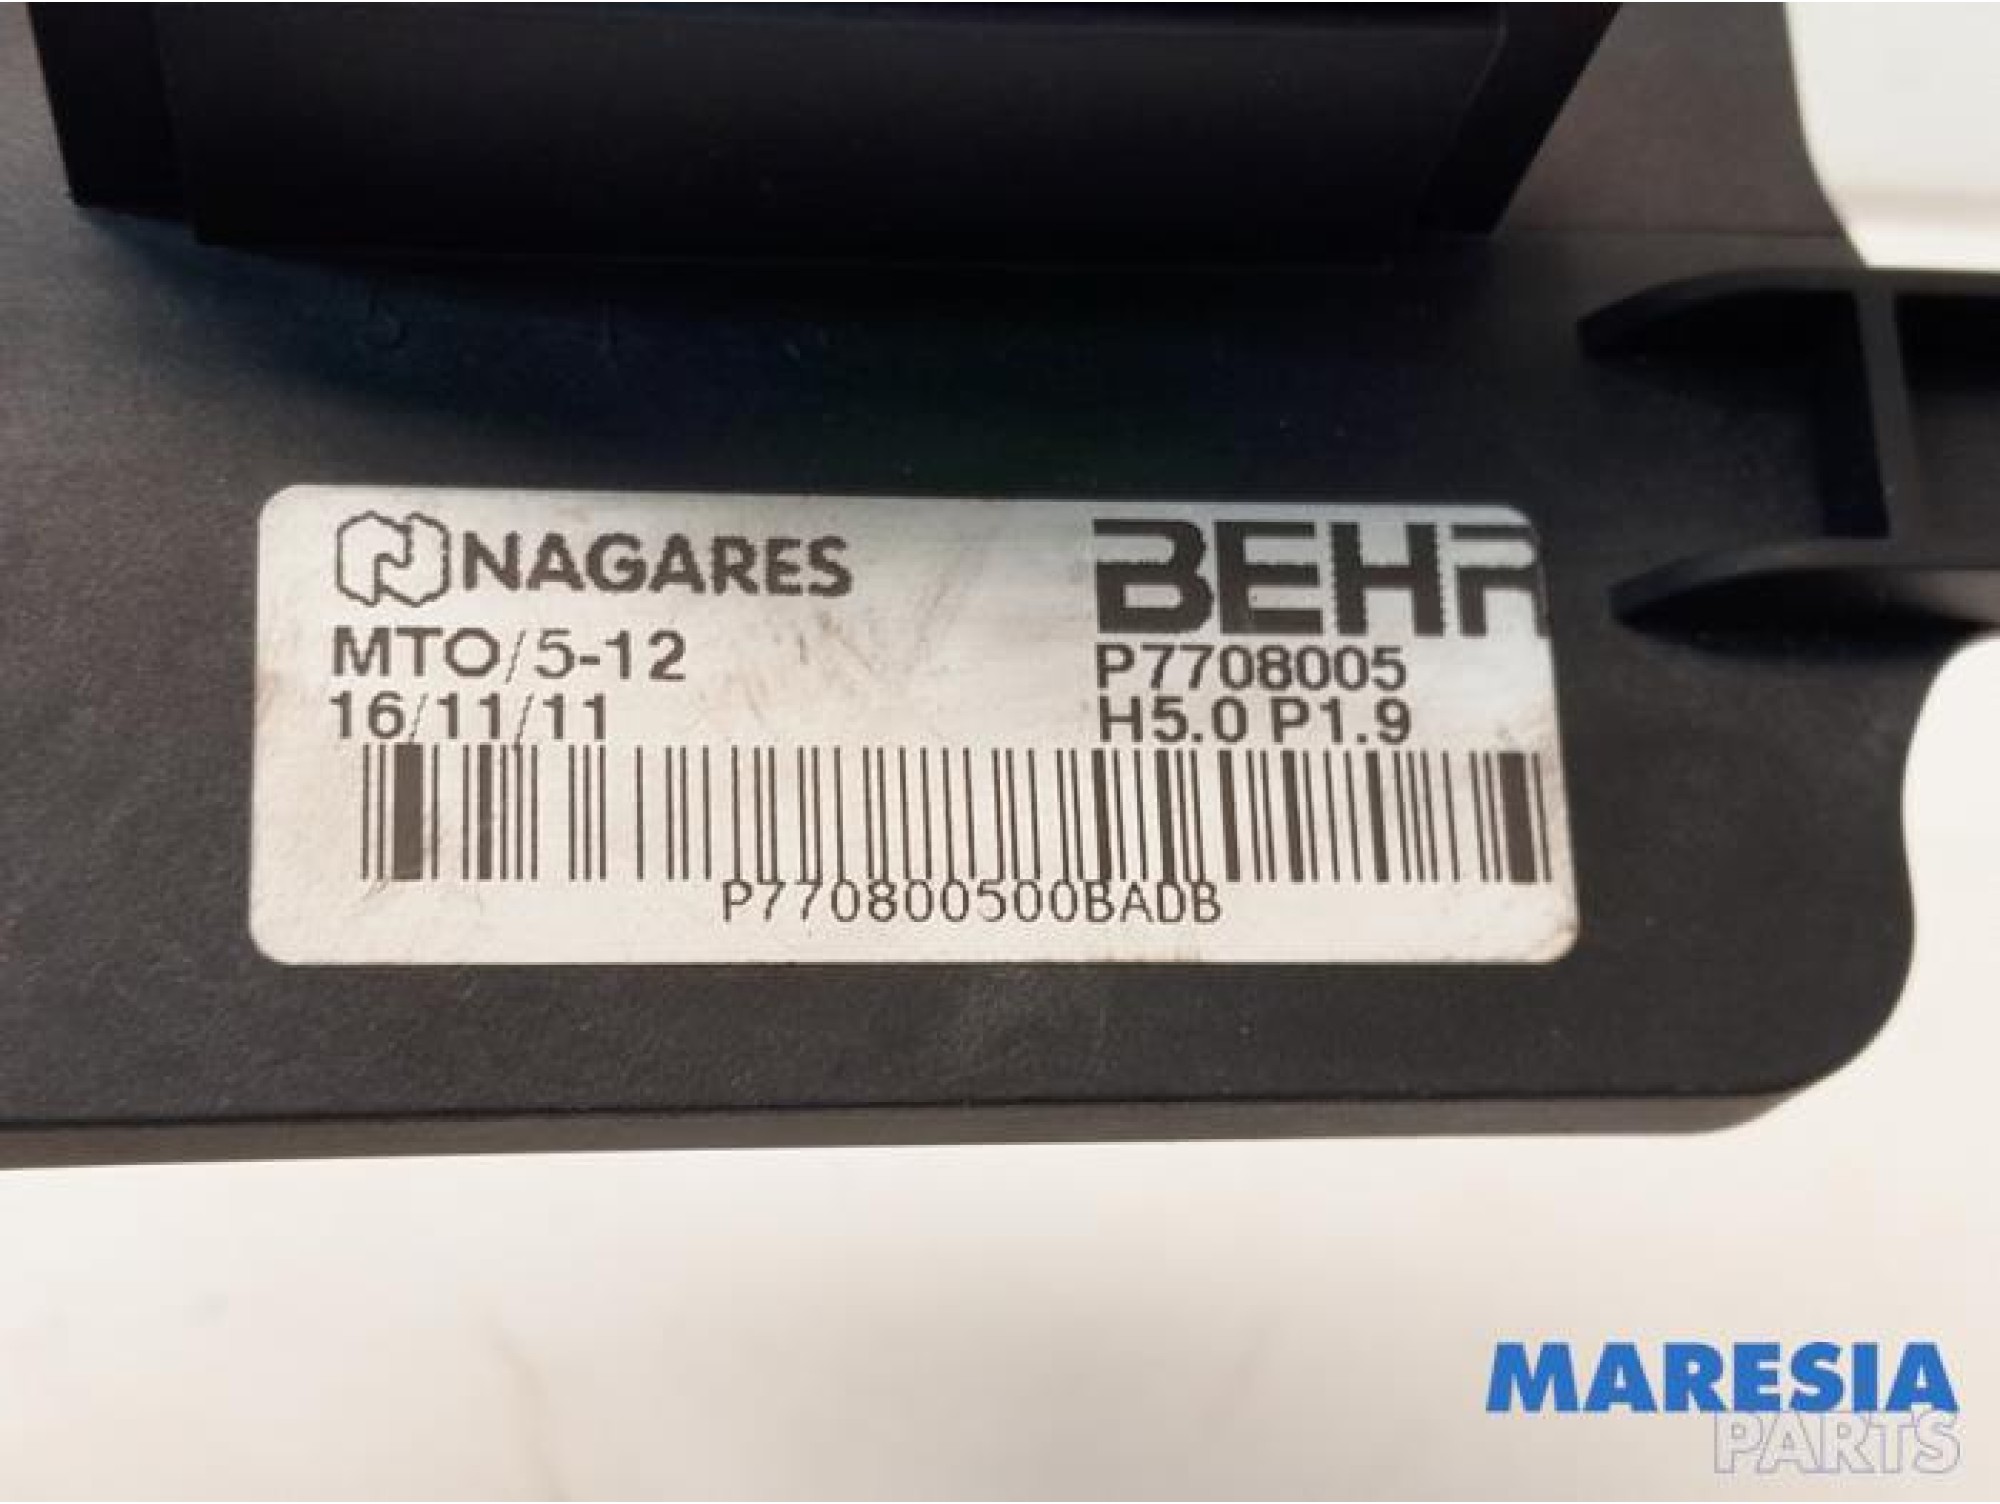 NAGARES
BEHR
MTO/5-12
P7708005
16/11/11
H5.0 P1.9
P770800500BADB
MARESIA
PARTS